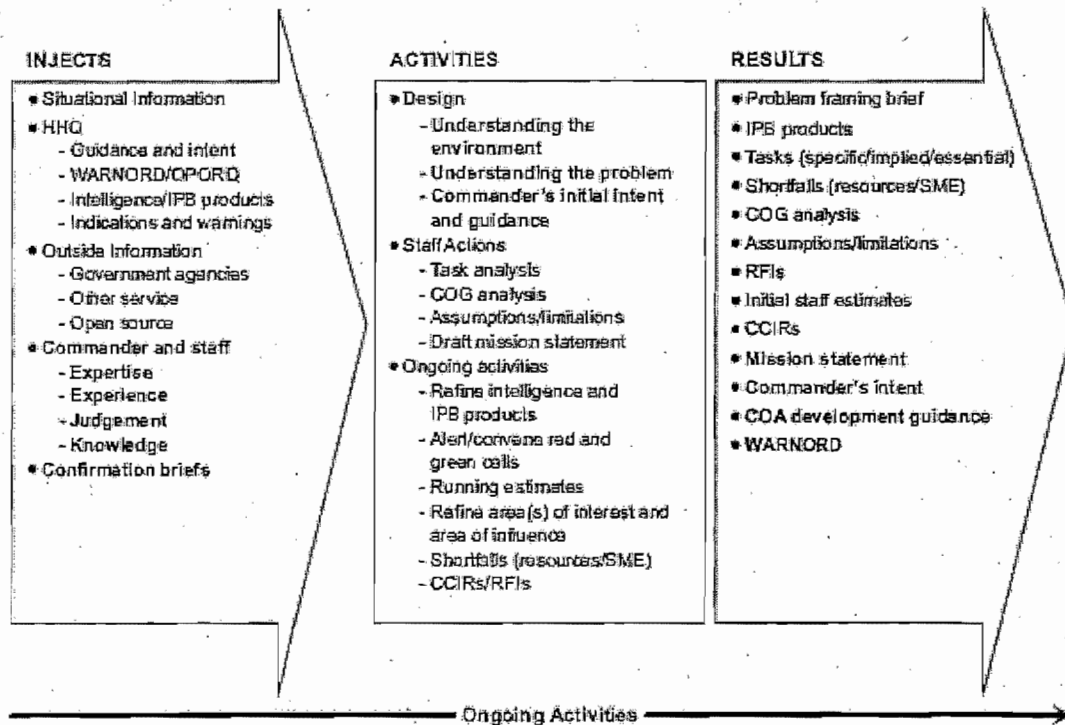 INJECTS
• Situational Information
• HHQ
- Guidance and intent
- WARNORD/OPORD
- Intelligence/IPB products
- Indications and warnings
• Outside Information
- Government agencies
- Other service
- Open source
• Commander and staff
- Expertise
- Experience
- Judgement
- Knowledge
• Confirmation briefs
ACTIVITIES
• Design
- Understanding the
environment
- Understanding the problem
- Commander's initial intent
and guidance
• Staff Actions
- Task analysis
- COG analysis
- Assumptions/limitations
- Draft mission statement
• Ongoing activities
- Refine intelligence and
IPB products
- Alert/convene red and
green cells
- Running estimates
- Refine area(s) of interest and
area of influence
- Shortfalls (resources/SME)
- CCIRs/RFIs
RESULTS
• Problem framing brief
• IPB products
• Tasks (specific/implied/essential)
• Shortfalls (resources/SME)
• COG analysis
• Assumptions/limitations
• RFIs
• Initial staff estimates
• CCIRs
• Mission statement
• Commander's intent
• COA development guidance
• WARNORD
Ongoing Activities